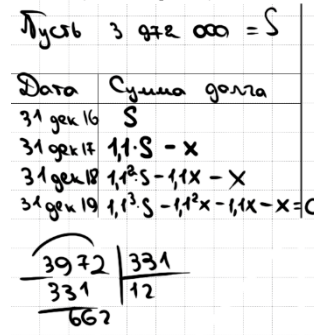 Пусть 3 972 000 = S
Дата Сумма долга
31 дек 16 S
31 дек 17 1,1·S - x
31 дек 18 1,1²·S - 1,1x - x
31 дек 19 1,1³·S - 1,1²x - 1,1x - x = 0
3972 331
331 12
662